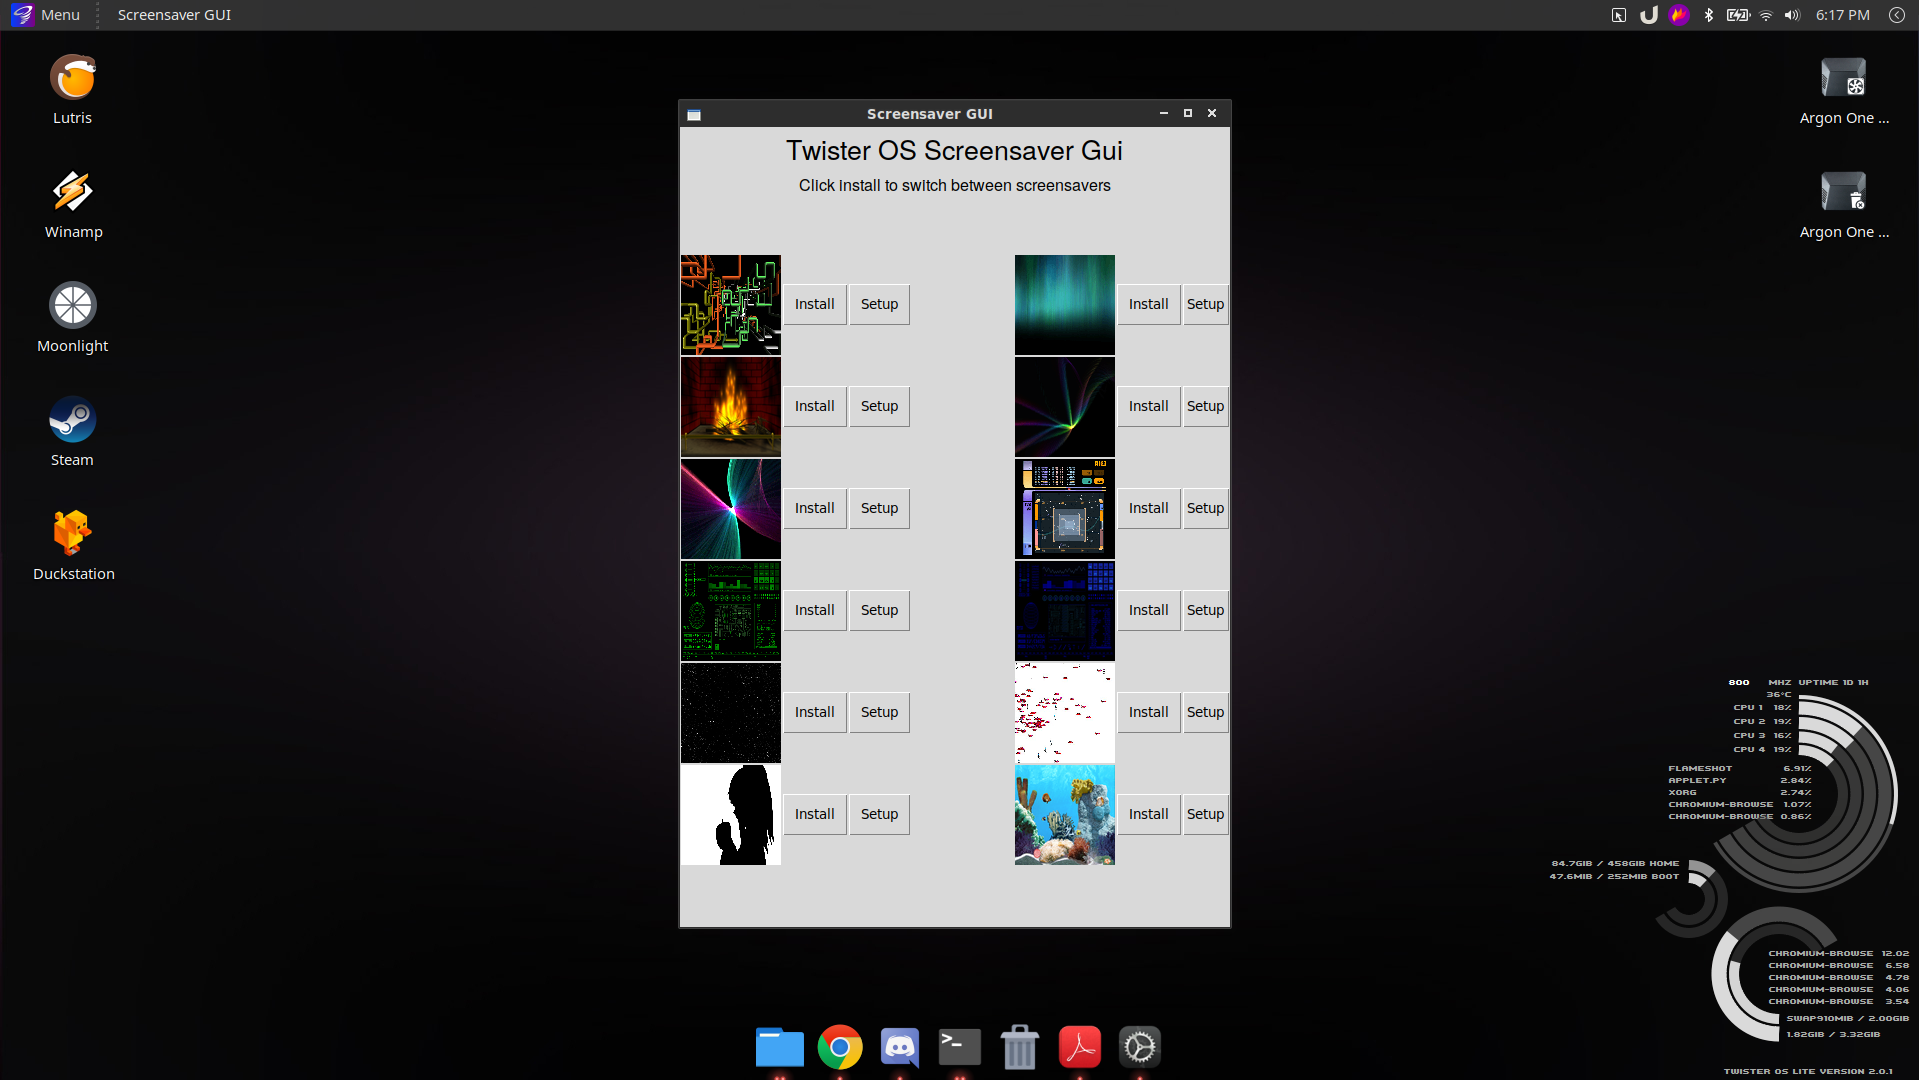 Menu
Screensaver GUI
6:17 PM
Lutris
Winamp
Moonlight
Steam
Duckstation
Argon One ...
Argon One ...
Screensaver GUI
Twister OS Screensaver Gui
Click install to switch between screensavers
Install Setup Install Setup
Install Setup Install Setup
Install Setup Install Setup
Install Setup Install Setup
Install Setup Install Setup
Install Setup Install Setup
800 MHZ UPTIME 1D 1H
36°C
CPU 1 18%
CPU 2 19%
CPU 3 16%
CPU 4 19%
FLAMESHOT 6.91%
APPLET.PY 2.84%
XORG 2.74%
CHROMIUM-BROWSE 1.07%
CHROMIUM-BROWSE 0.86%
84.7GIB / 458GIB HOME
47.6MIB / 252MIB BOOT
CHROMIUM-BROWSE 12.02
CHROMIUM-BROWSE 6.58
CHROMIUM-BROWSE 4.78
CHROMIUM-BROWSE 4.06
CHROMIUM-BROWSE 3.54
SWAP910MIB / 2.00GIB
1.82GIB / 3.32GIB
TWISTER OS LITE VERSION 2.0.1